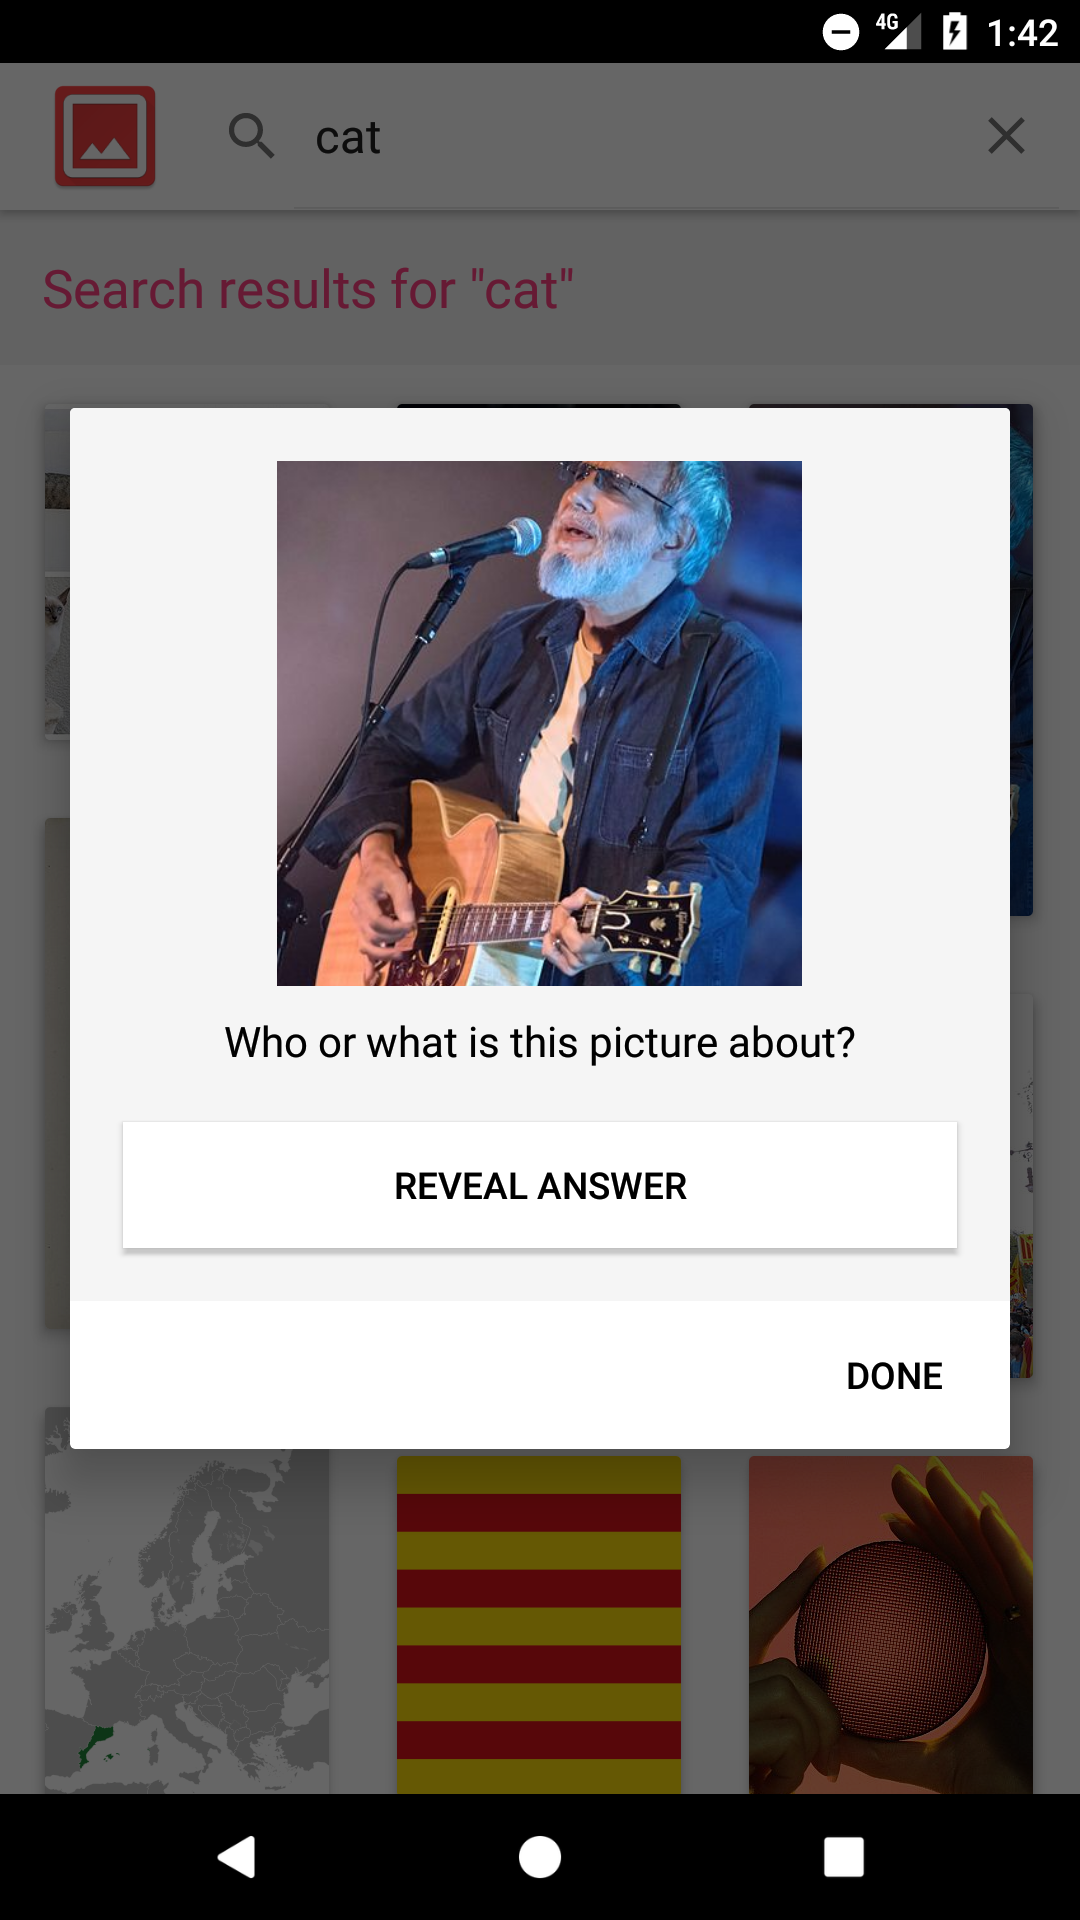 4G 1:42
cat
Search results for "cat"
Who or what is this picture about?
REVEAL ANSWER
DONE